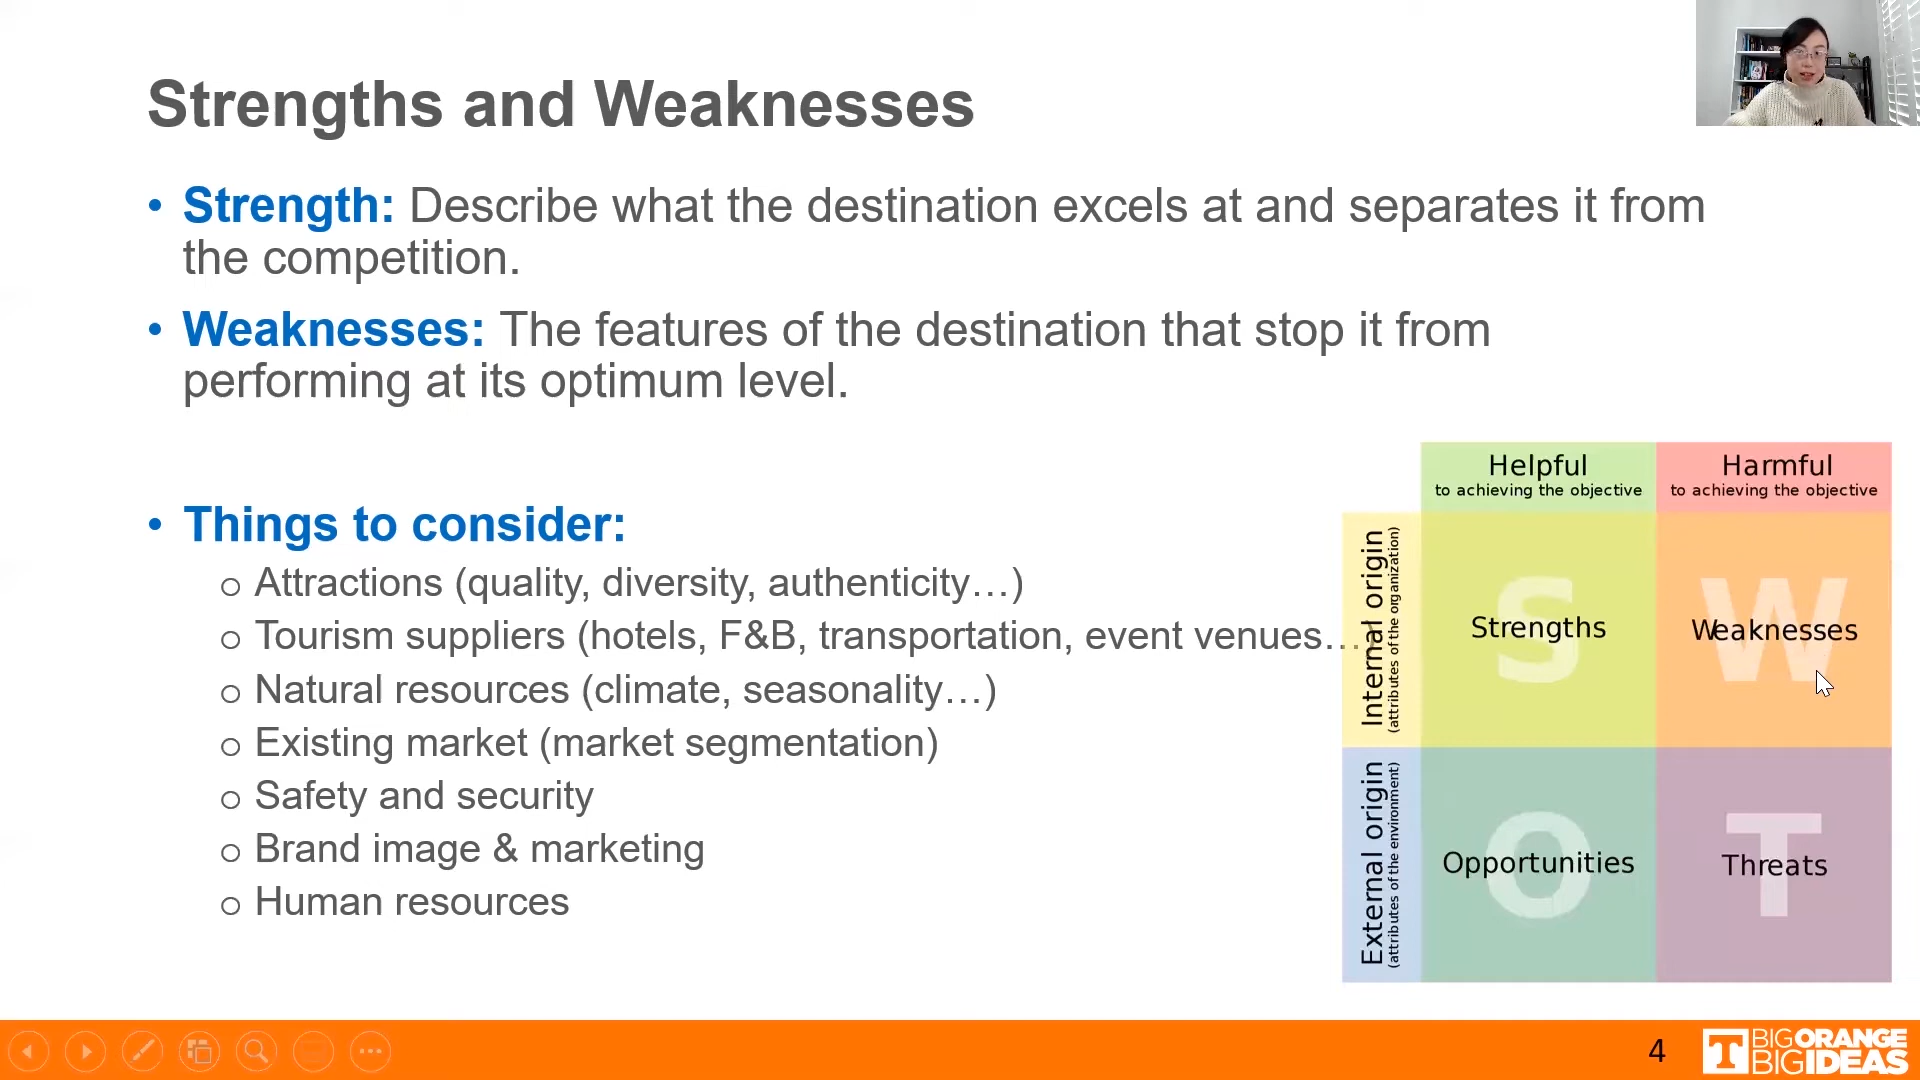 Strengths and Weaknesses
• Strength: Describe what the destination excels at and separates it from
the competition.
• Weaknesses: The features of the destination that stop it from
performing at its optimum level.
• Things to consider:
o Attractions (quality, diversity, authenticity…)
o Tourism suppliers (hotels, F&B, transportation, event venues…
o Natural resources (climate, seasonality…)
o Existing market (market segmentation)
o Safety and security
o Brand image & marketing
o Human resources
Helpful
to achieving the objective
Harmful
to achieving the objective
Internal origin
(attributes of the organization)
S
Strengths
W
Weaknesses
External origin
(attributes of the environment)
O
Opportunities
T
Threats
4
T
BIGORANGE
BIGIDEAS